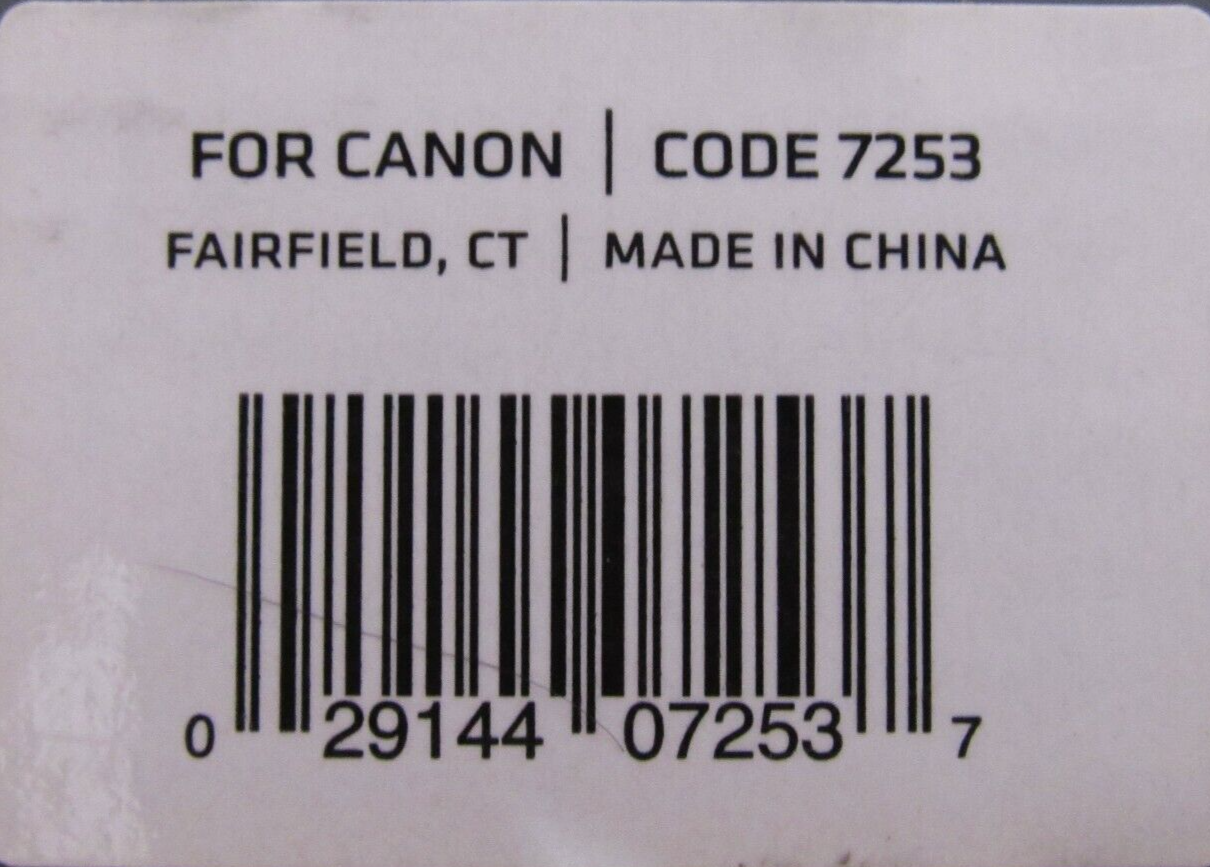 FOR CANON | CODE 7253
FAIRFIELD, CT | MADE IN CHINA
0 29144 07253 7